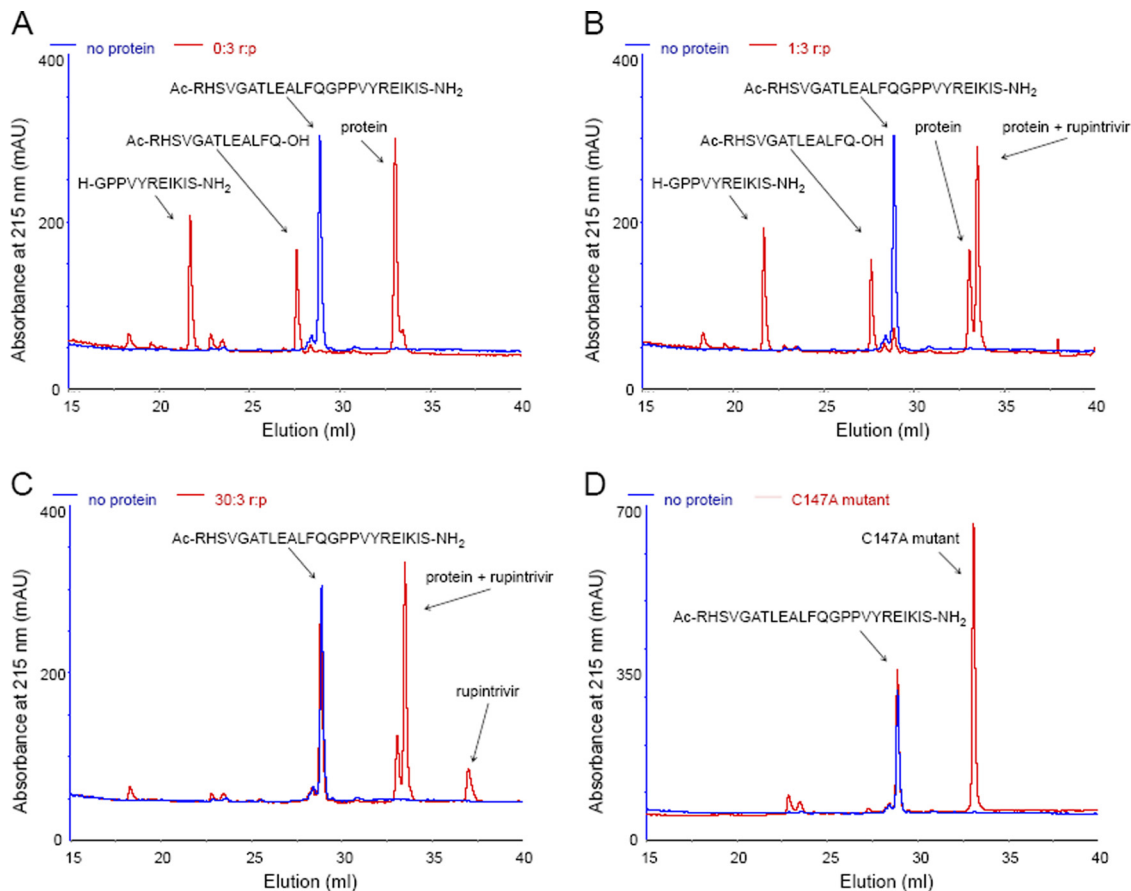 A
no protein 0:3 r:p
400
200
0
Absorbance at 215 nm (mAU)
Ac-RHSVGATLEALFQGPPVYREIKIS-NH2
protein
Ac-RHSVGATLEALFQ-OH
H-GPPVYREIKIS-NH2
15 20 25 30 35 40
Elution (ml)
B
no protein 1:3 r:p
400
200
0
Absorbance at 215 nm (mAU)
Ac-RHSVGATLEALFQGPPVYREIKIS-NH2
Ac-RHSVGATLEALFQ-OH
protein
protein + rupintrivir
H-GPPVYREIKIS-NH2
15 20 25 30 35 40
Elution (ml)
C
no protein 30:3 r:p
400
200
0
Absorbance at 215 nm (mAU)
Ac-RHSVGATLEALFQGPPVYREIKIS-NH2
protein + rupintrivir
rupintrivir
15 20 25 30 35 40
Elution (ml)
D
no protein C147A mutant
700
350
0
Absorbance at 215 nm (mAU)
C147A mutant
Ac-RHSVGATLEALFQGPPVYREIKIS-NH2
15 20 25 30 35 40
Elution (ml)